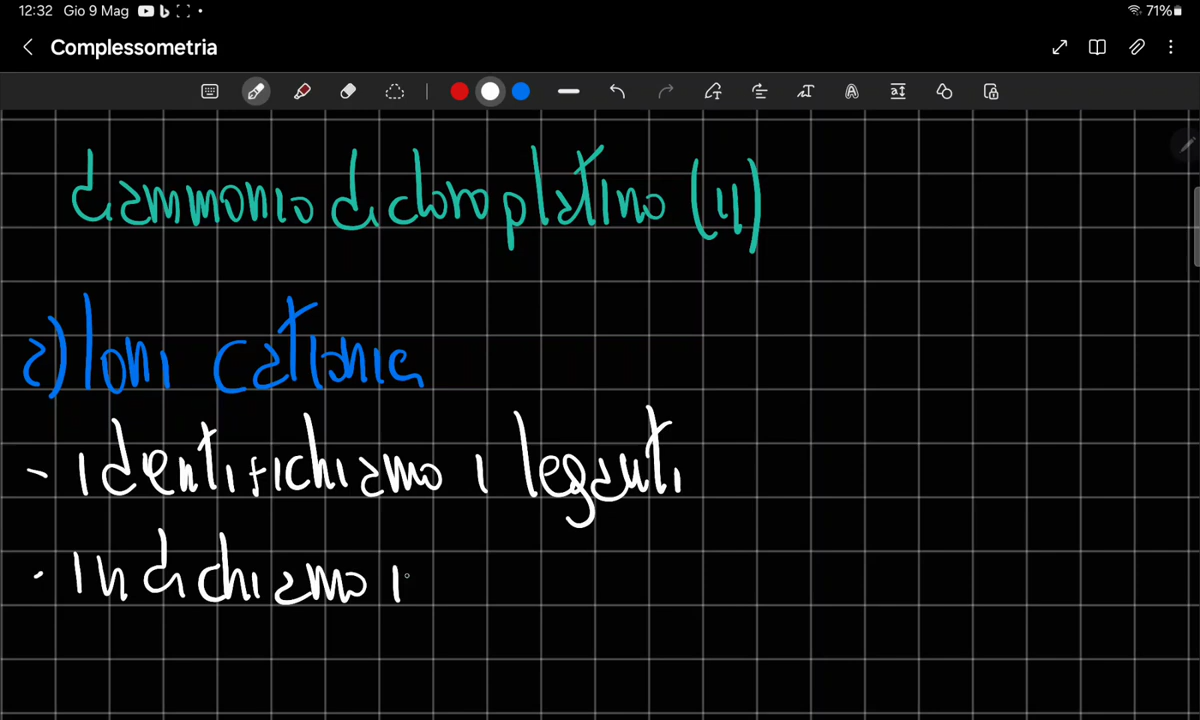 12:32 Gio 9 Mag
71%
Complessometria
diammonio dicloroplatino (II)
2) Ioni cationici
- identifichiamo i leganti
- indichiamo i